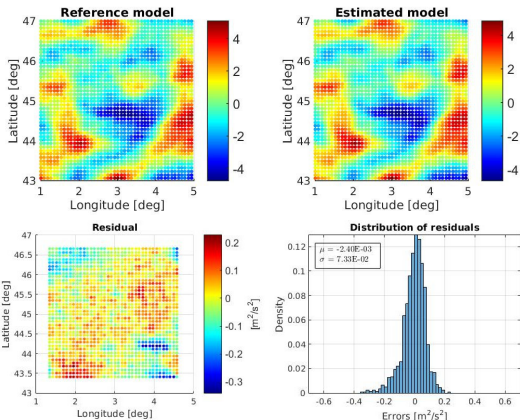 Reference model
47
46
45
44
43
1 2 3 4 5
Latitude [deg]
Longitude [deg]
4
2
0
-2
-4
Estimated model
47
46
45
44
43
1 2 3 4 5
Latitude [deg]
Longitude [deg]
4
2
0
-2
-4
Residual
47
46.5
46
45.5
45
44.5
44
43.5
43
1 2 3 4 5
Latitude [deg]
Longitude [deg]
0.2
0.1
0
-0.1
-0.2
-0.3
[m²/s²]
Distribution of residuals
μ = -2.40E-03
σ = 7.33E-02
0.12
0.1
0.08
0.06
0.04
0.02
0
-0.6 -0.4 -0.2 0 0.2 0.4 0.6
Density
Errors [m²/s²]